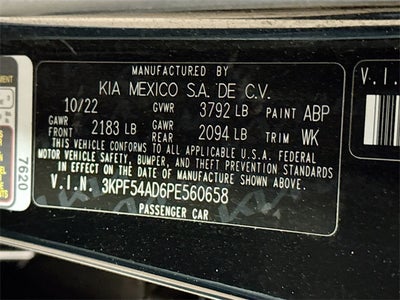 MANUFACTURED BY
KIA MEXICO S.A. DE C.V.
10/22 GVWR 3792 LB PAINT ABP
GAWR FRONT 2183 LB GAWR REAR 2094 LB TRIM WK
THIS VEHICLE CONFORMS TO ALL APPLICABLE U.S.A. FEDERAL
MOTOR VEHICLE SAFETY, BUMPER, AND THEFT PREVENTION STANDARDS
IN EFFECT ON THE DATE OF MANUFACTURE SHOWN ABOVE.
V.I.N. 3KPF54AD6PE560658
PASSENGER CAR
7620
V.I.